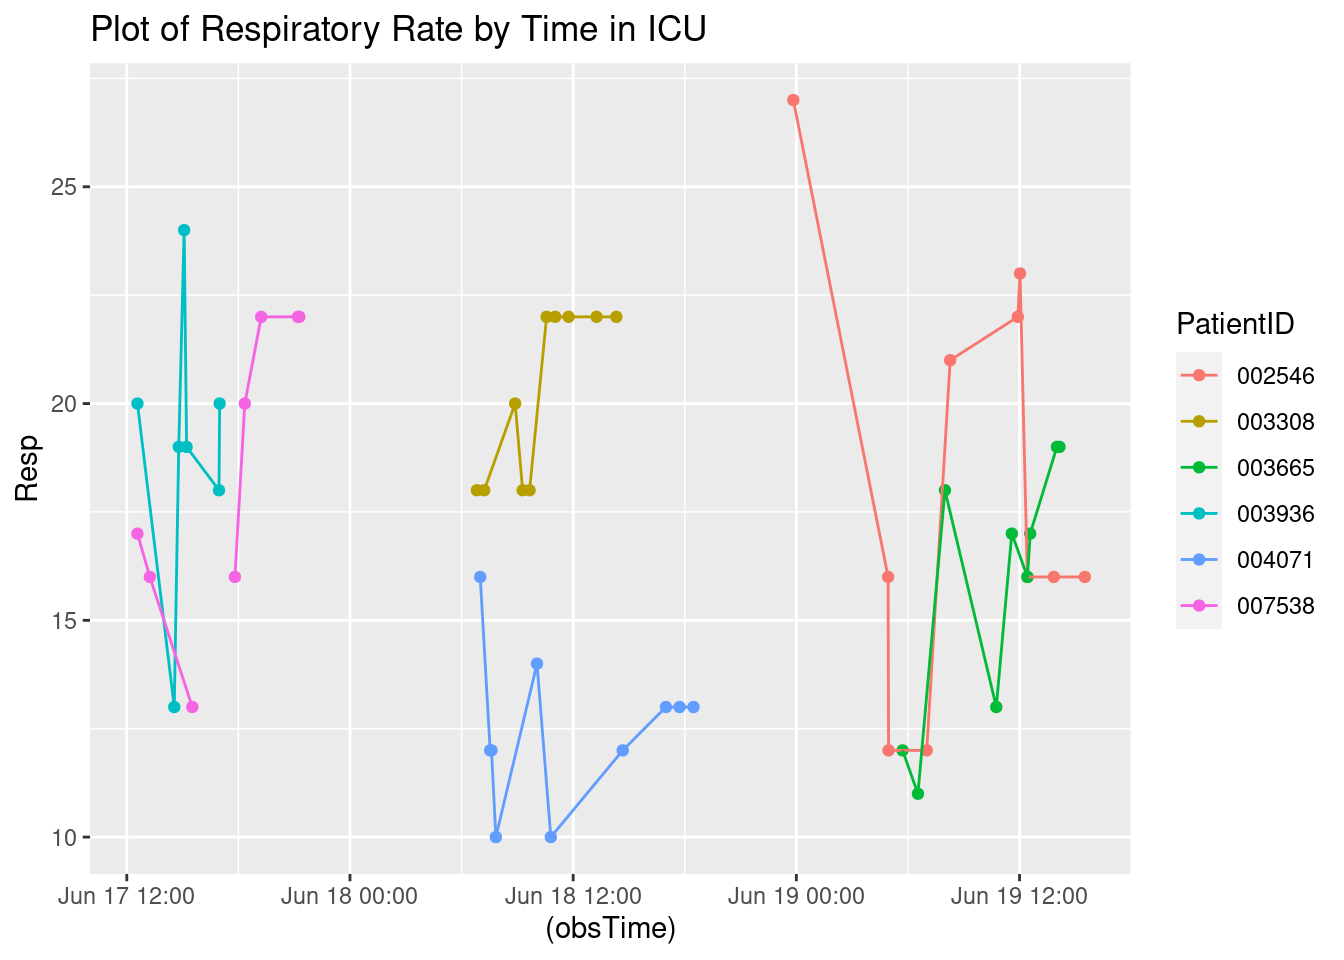 Plot of Respiratory Rate by Time in ICU
25
20
15
10
Resp
Jun 17 12:00
Jun 18 00:00
Jun 18 12:00
Jun 19 00:00
Jun 19 12:00
(obsTime)
PatientID
002546
003308
003665
003936
004071
007538